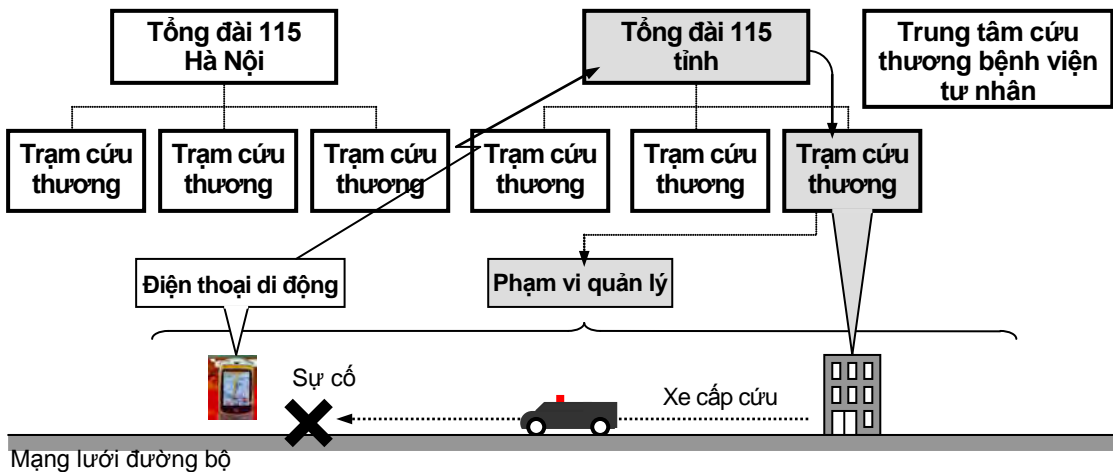 Tổng đài 115
Hà Nội
Tổng đài 115
tỉnh
Trung tâm cứu
thương bệnh viện
tư nhân
Trạm cứu
thương
Trạm cứu
thương
Trạm cứu
thương
Trạm cứu
thương
Trạm cứu
thương
Trạm cứu
thương
Điện thoại di động
Phạm vi quản lý
Sự cố
Xe cấp cứu
Mạng lưới đường bộ